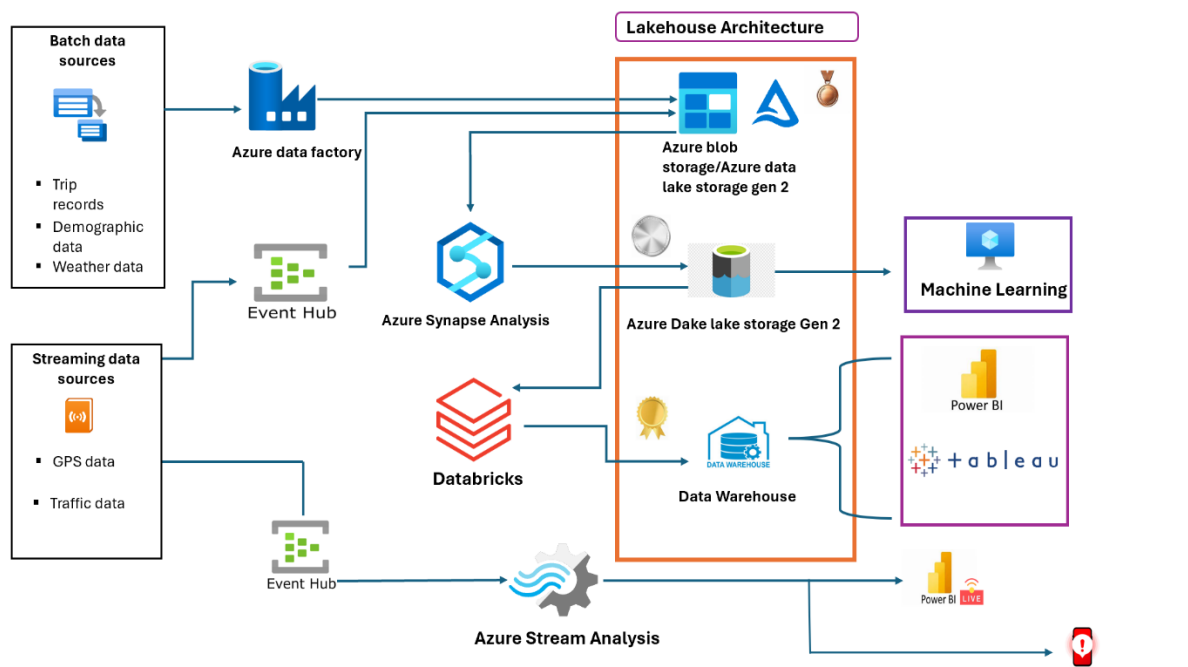 Lakehouse Architecture
Batch data
sources
Trip
records
Demographic
data
Weather data
Azure data factory
Azure blob
storage/Azure data
lake storage gen 2
Event Hub
Azure Synapse Analysis
Azure Dake lake storage Gen 2
Machine Learning
Streaming data
sources
GPS data
Traffic data
Databricks
DATA WAREHOUSE
Data Warehouse
Power BI
+ableau
Event Hub
Azure Stream Analysis
Power BI
LIVE